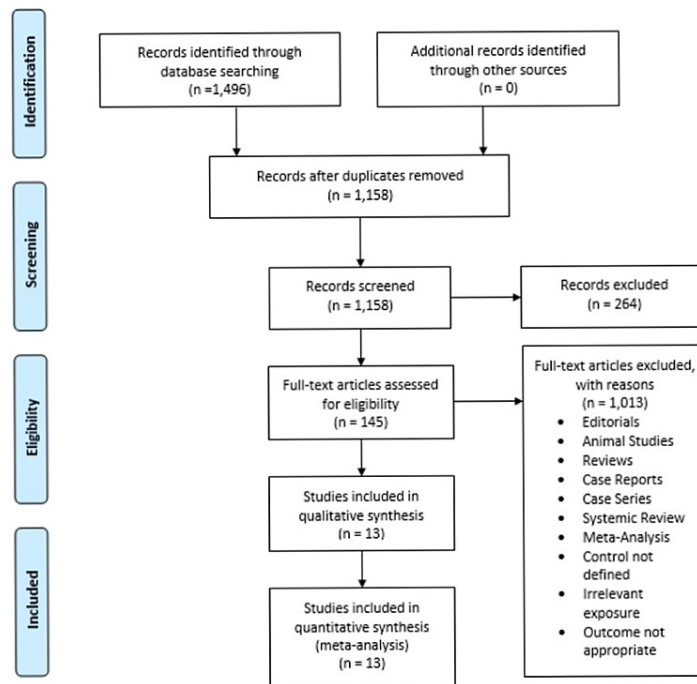 Identification
Records identified through
database searching
(n =1,496)
Additional records identified
through other sources
(n = 0)
Records after duplicates removed
(n = 1,158)
Screening
Records screened
(n = 1,158)
Records excluded
(n = 264)
Eligibility
Full-text articles assessed
for eligibility
(n = 145)
Full-text articles excluded,
with reasons
(n = 1,013)
• Editorials
• Animal Studies
• Reviews
• Case Reports
• Case Series
• Systemic Review
• Meta-Analysis
• Control not
defined
• Irrelevant
exposure
• Outcome not
appropriate
Studies included in
qualitative synthesis
(n = 13)
Included
Studies included in
quantitative synthesis
(meta-analysis)
(n = 13)